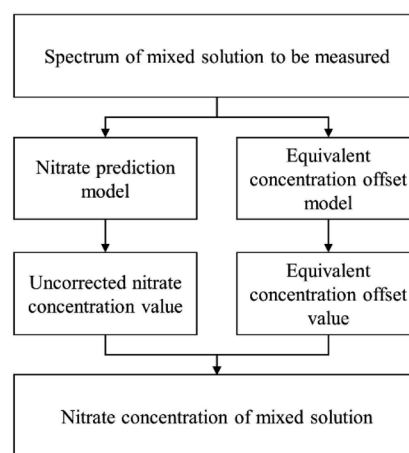 Spectrum of mixed solution to be measured
Nitrate prediction
model
Equivalent
concentration offset
model
Uncorrected nitrate
concentration value
Equivalent
concentration offset
value
Nitrate concentration of mixed solution